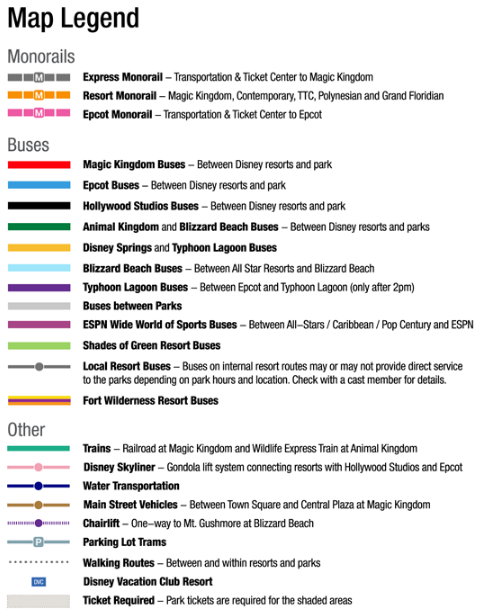 Map Legend
Monorails
M Express Monorail – Transportation & Ticket Center to Magic Kingdom
M Resort Monorail – Magic Kingdom, Contemporary, TTC, Polynesian and Grand Floridian
M Epcot Monorail – Transportation & Ticket Center to Epcot
Buses
Magic Kingdom Buses – Between Disney resorts and park
Epcot Buses – Between Disney resorts and park
Hollywood Studios Buses – Between Disney resorts and park
Animal Kingdom and Blizzard Beach Buses – Between Disney resorts and parks
Disney Springs and Typhoon Lagoon Buses
Blizzard Beach Buses – Between All Star Resorts and Blizzard Beach
Typhoon Lagoon Buses – Between Epcot and Typhoon Lagoon (only after 2pm)
Buses between Parks
ESPN Wide World of Sports Buses – Between All–Stars / Caribbean / Pop Century and ESPN
Shades of Green Resort Buses
Local Resort Buses – Buses on internal resort routes may or may not provide direct service
to the parks depending on park hours and location. Check with a cast member for details.
Fort Wilderness Resort Buses
Other
Trains – Railroad at Magic Kingdom and Wildlife Express Train at Animal Kingdom
Disney Skyliner – Gondola lift system connecting resorts with Hollywood Studios and Epcot
Water Transportation
Main Street Vehicles – Between Town Square and Central Plaza at Magic Kingdom
Chairlift – One–way to Mt. Gushmore at Blizzard Beach
P Parking Lot Trams
Walking Routes – Between and within resorts and parks
DVC Disney Vacation Club Resort
Ticket Required – Park tickets are required for the shaded areas